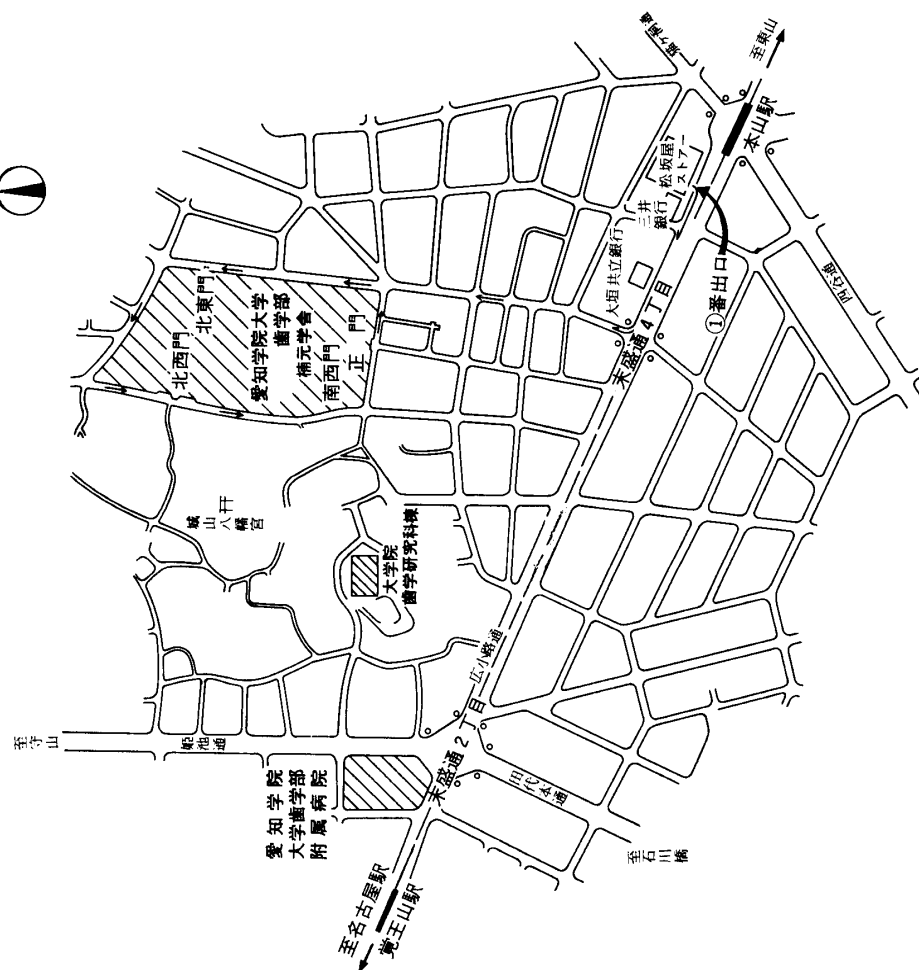 至守山
姫池通
愛知学院
大学歯学部
附属病院
至名古屋駅
覚王山駅
末盛通2丁目
広小路通
田代本通
至石川橋
城山八幡宮
大学院
歯学研究科棟
北西門
北東門
愛知学院大学
歯学部
楠元学舎
南西門
正門
大垣共立銀行
三井
銀行
松坂屋
ストアー
末盛通4丁目
①番出口
本山駅
至東山
四谷通